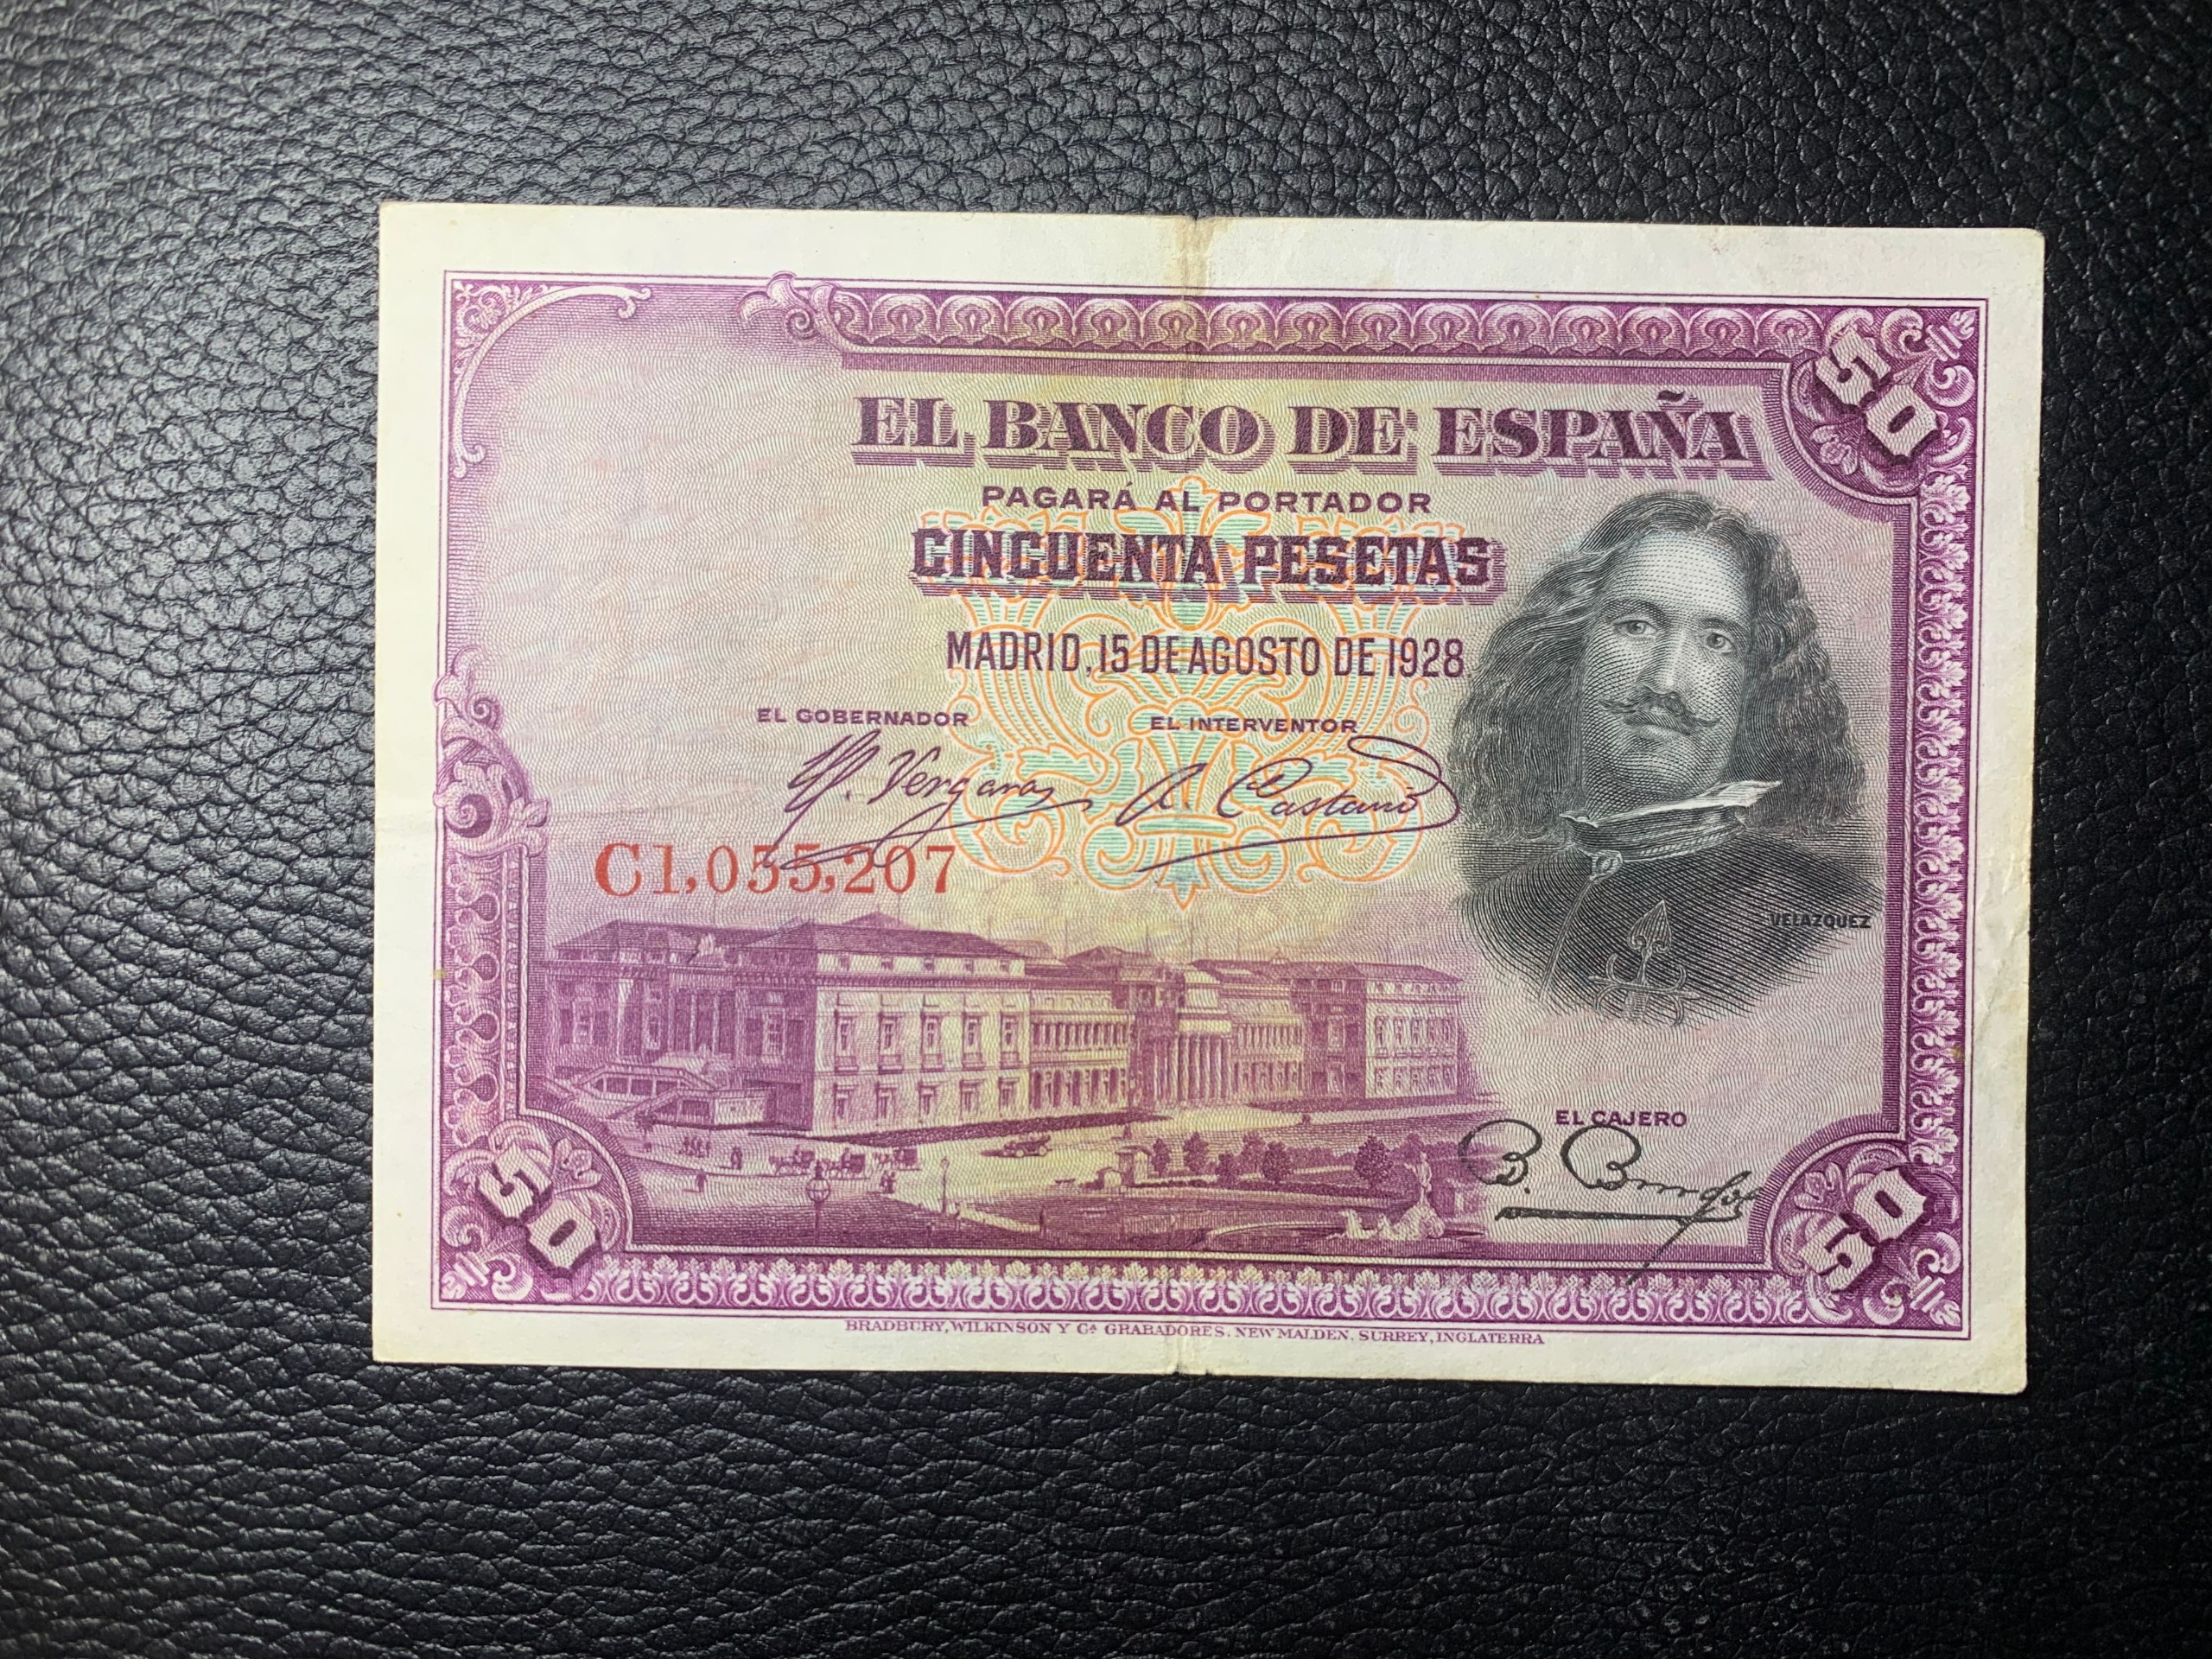 50
EL BANCO DE ESPAÑA
PAGARÁ AL PORTADOR
CINCUENTA PESETAS
MADRID, 15 DE AGOSTO DE 1928.
EL GOBERNADOR
EL INTERVENTOR
C1,055,207
VELAZQUEZ
EL CAJERO
50
50
BRADBURY, WILKINSON Y Cª GRABADORES. NEW MALDEN. SURREY, INGLATERRA